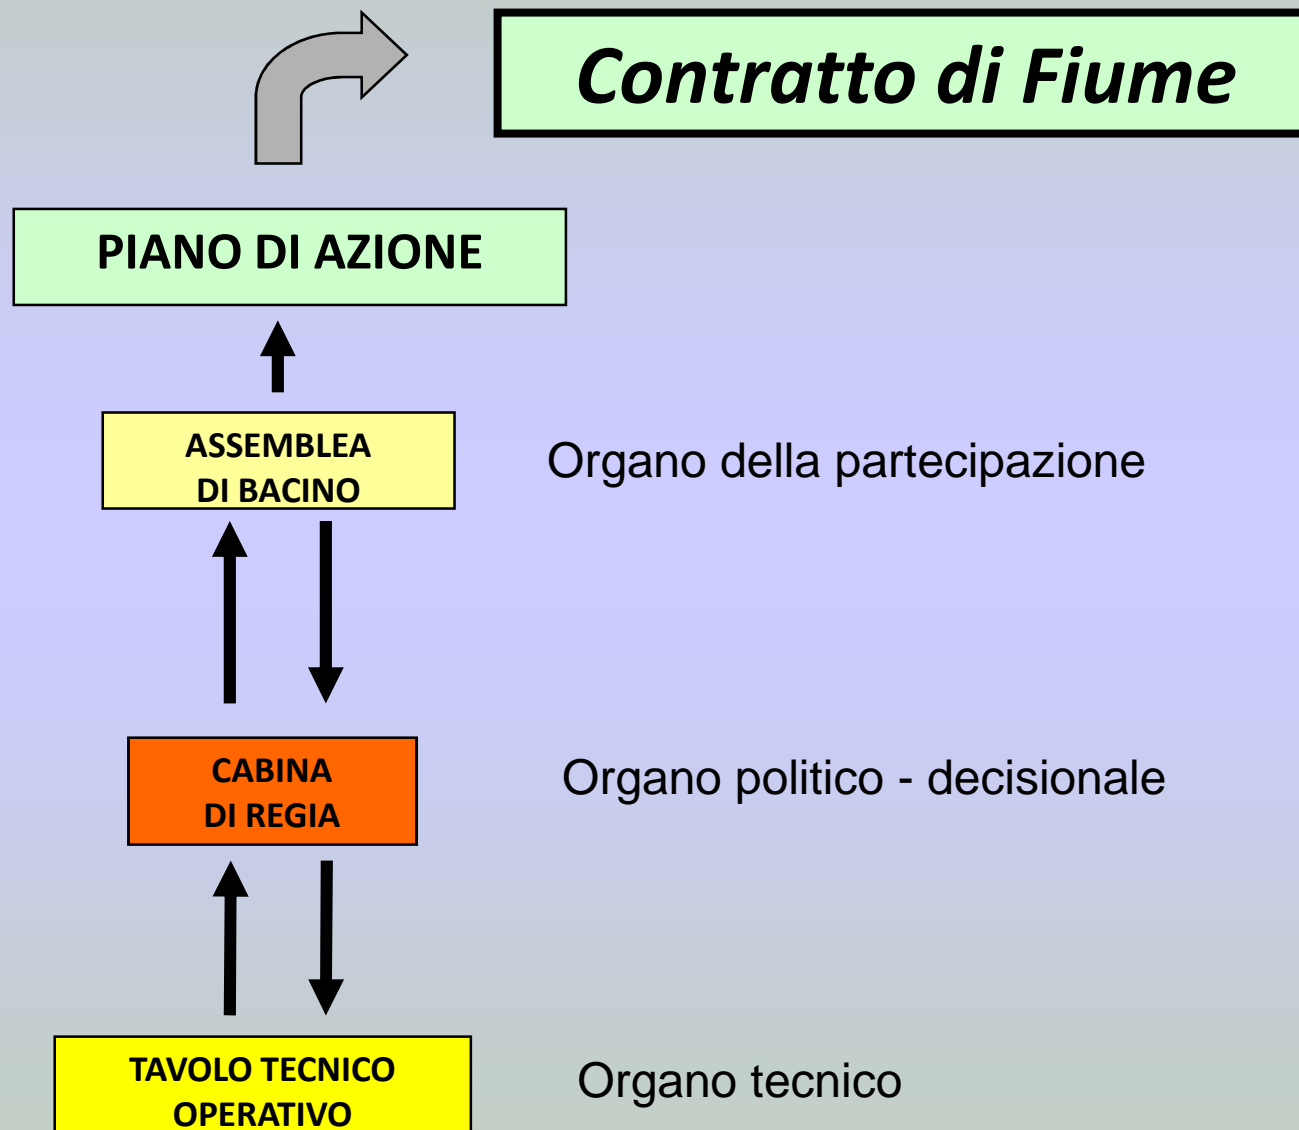 Contratto di Fiume
PIANO DI AZIONE
ASSEMBLEA
DI BACINO
Organo della partecipazione
CABINA
DI REGIA
Organo politico - decisionale
TAVOLO TECNICO
OPERATIVO
Organo tecnico